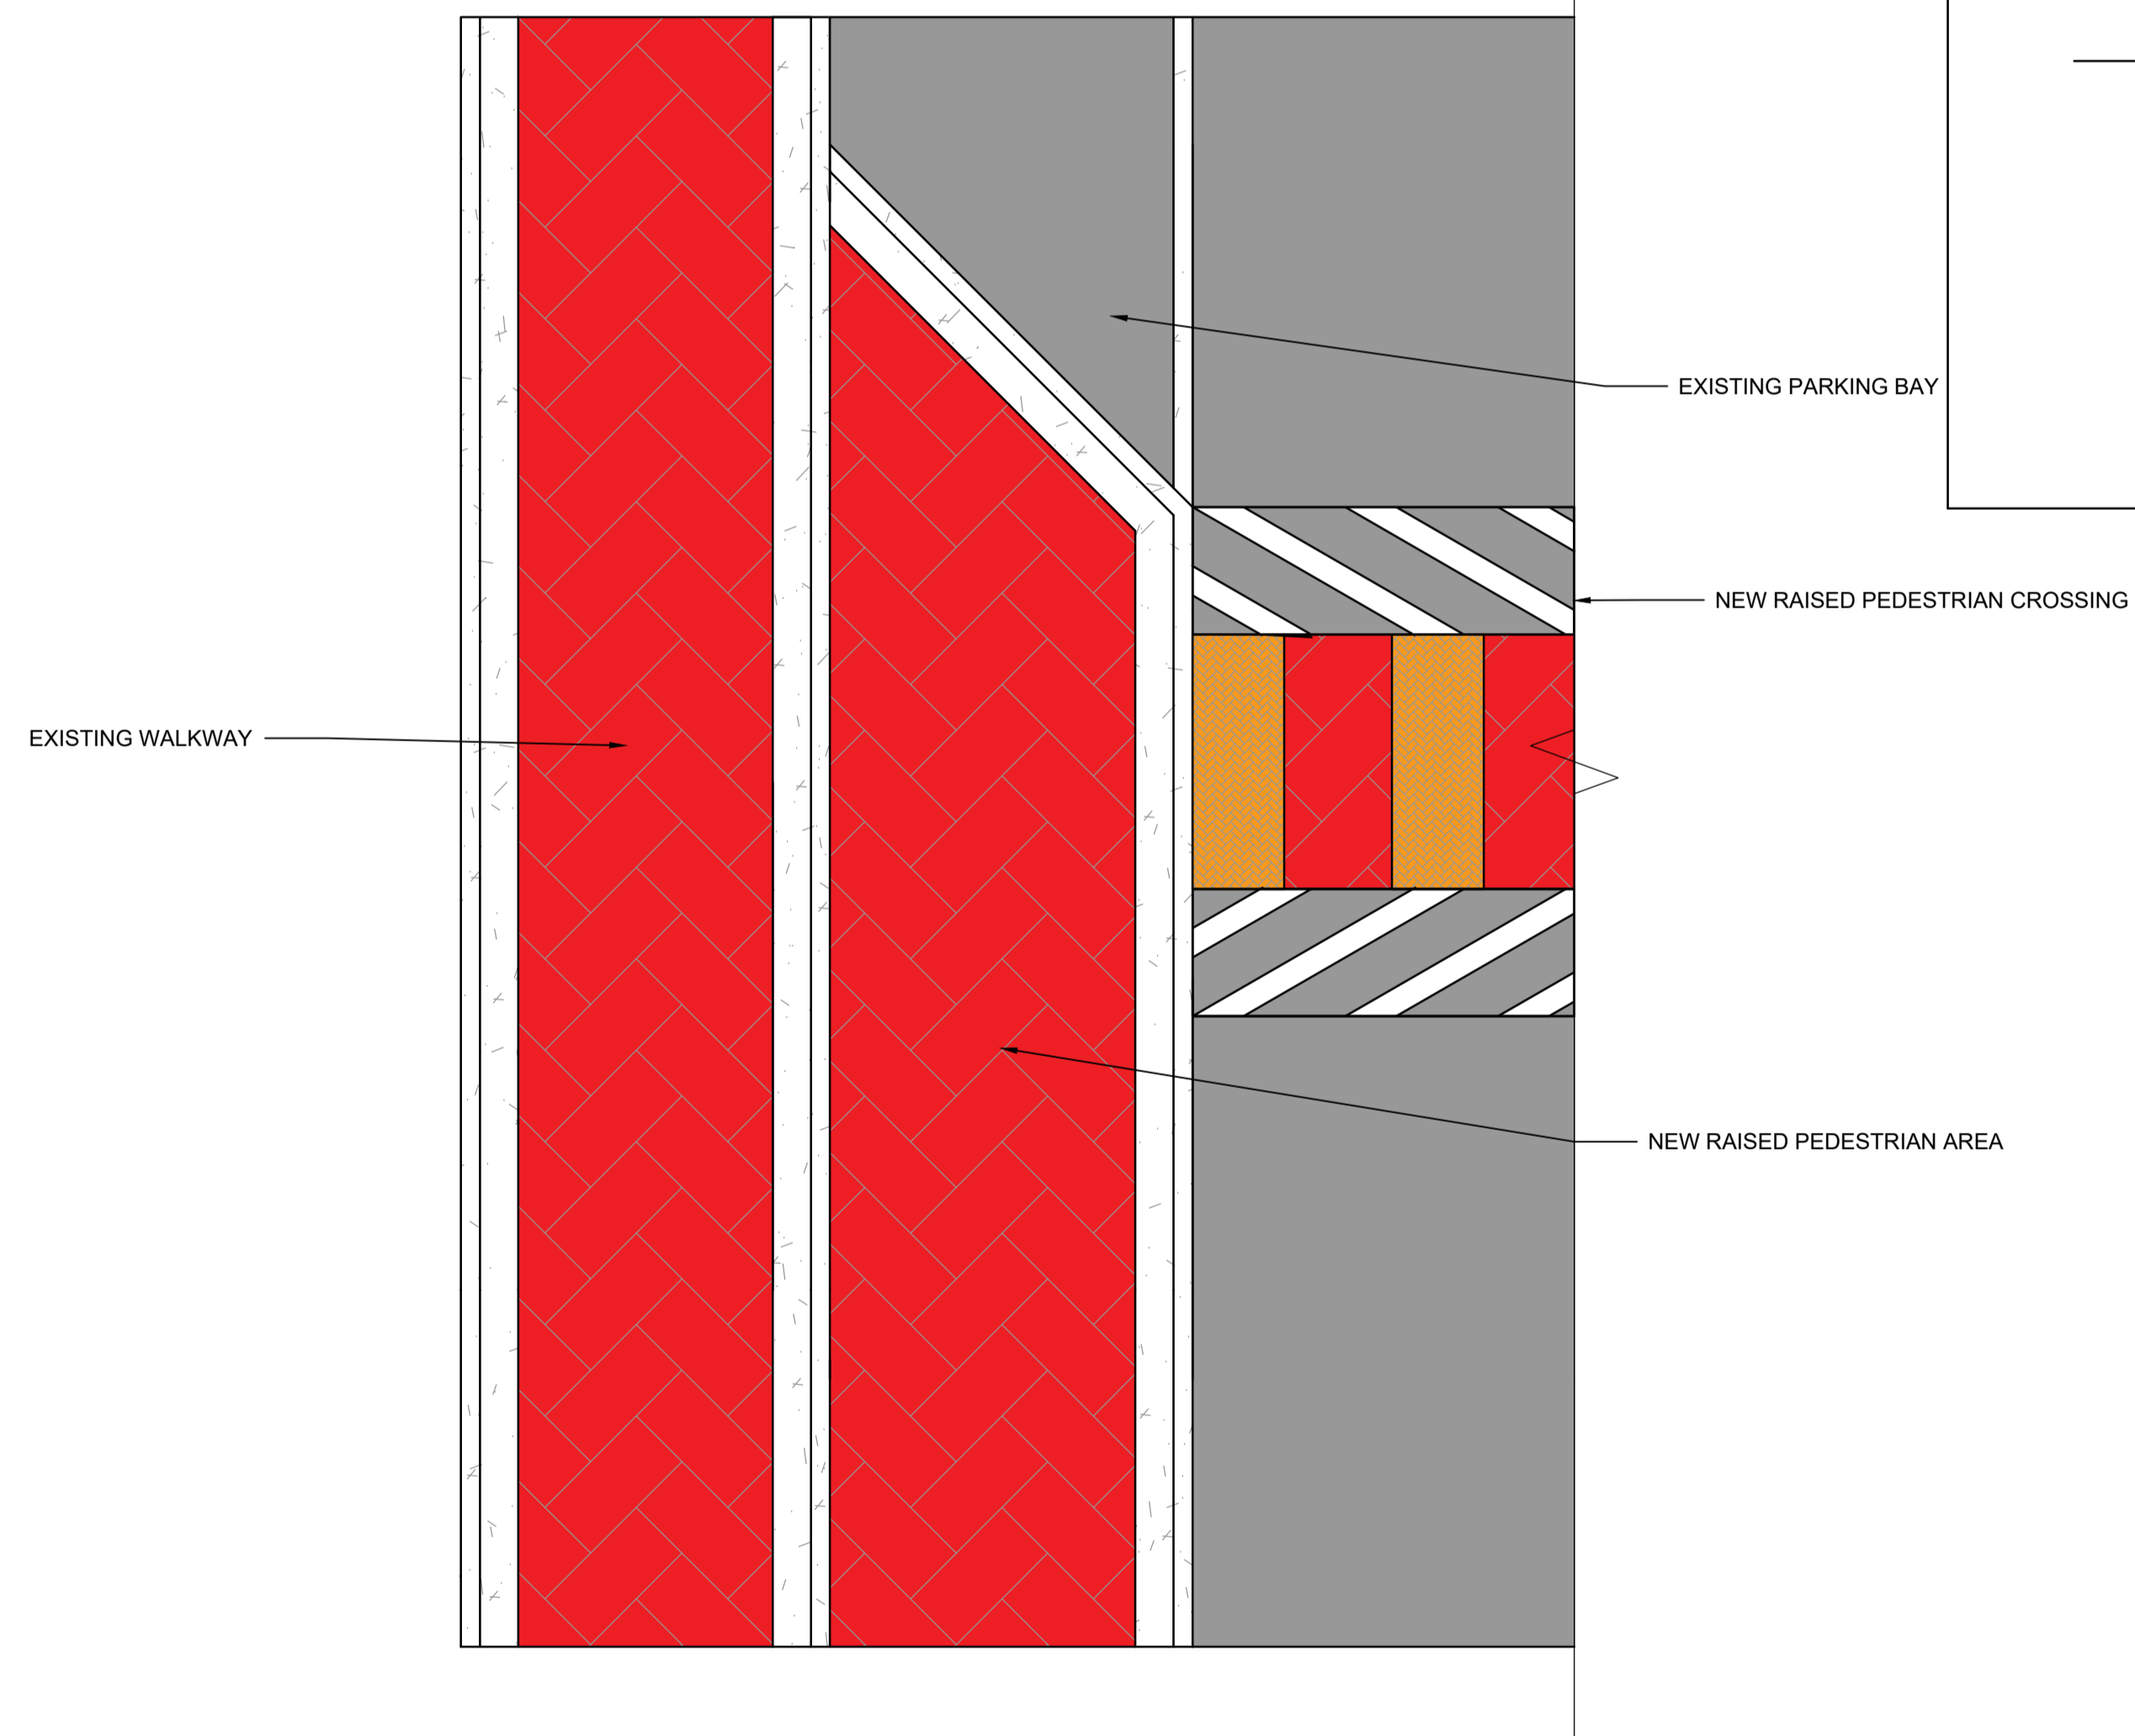 EXISTING PARKING BAY
NEW RAISED PEDESTRIAN CROSSING
EXISTING WALKWAY
NEW RAISED PEDESTRIAN AREA